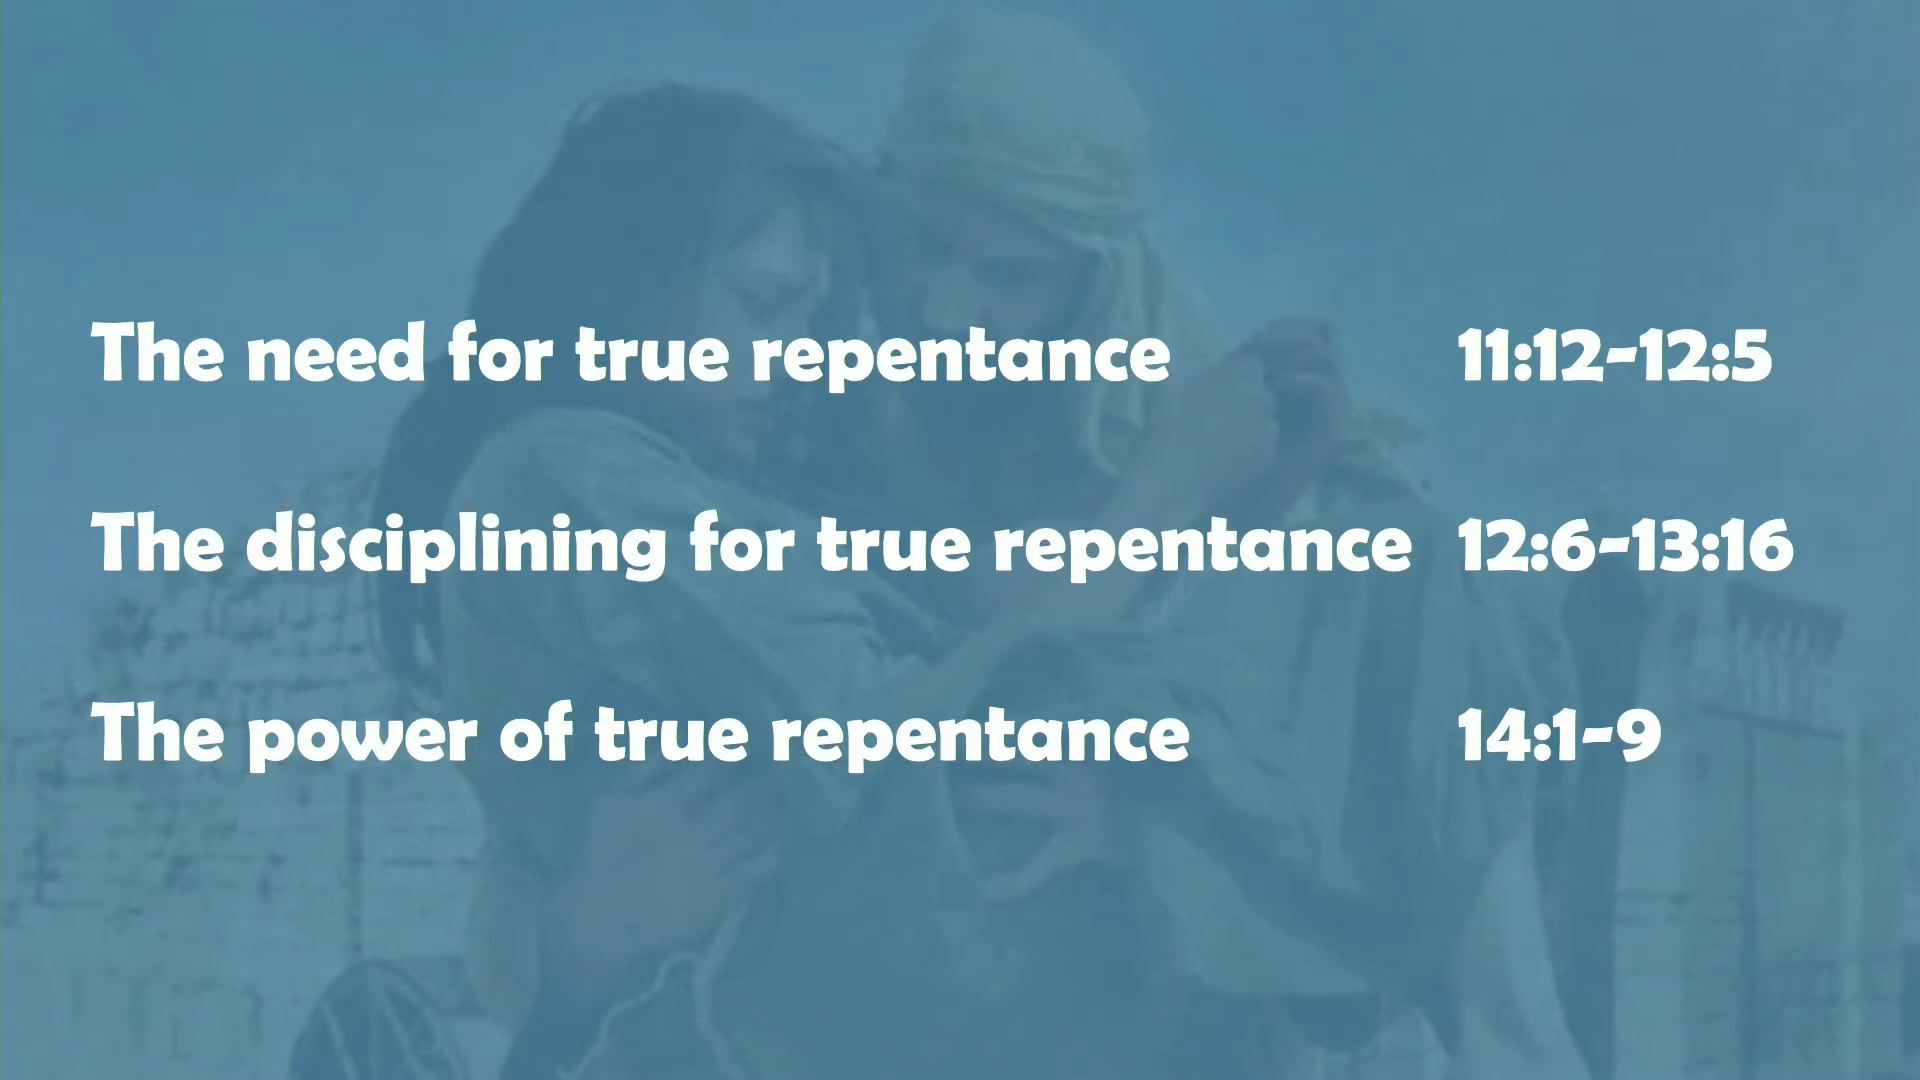 The need for true repentance 11:12-12:5
The disciplining for true repentance 12:6-13:16
The power of true repentance 14:1-9